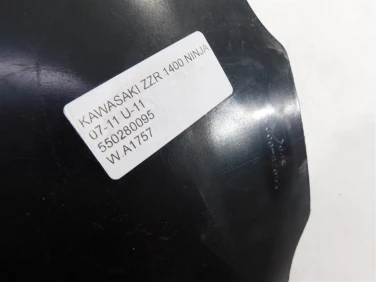 KAWASAKI ZZR 1400 NINJA
07-11 U-11
550280095
W A1757